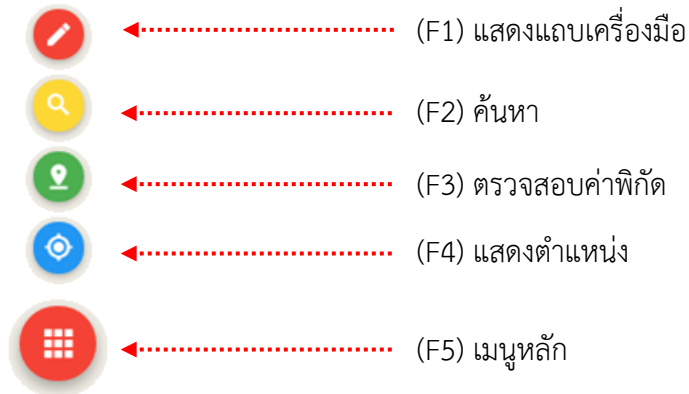 (F1) แสดงแถบเครื่องมือ
(F2) ค้นหา
(F3) ตรวจสอบค่าพิกัด
(F4) แสดงตำแหน่ง
(F5) เมนูหลัก